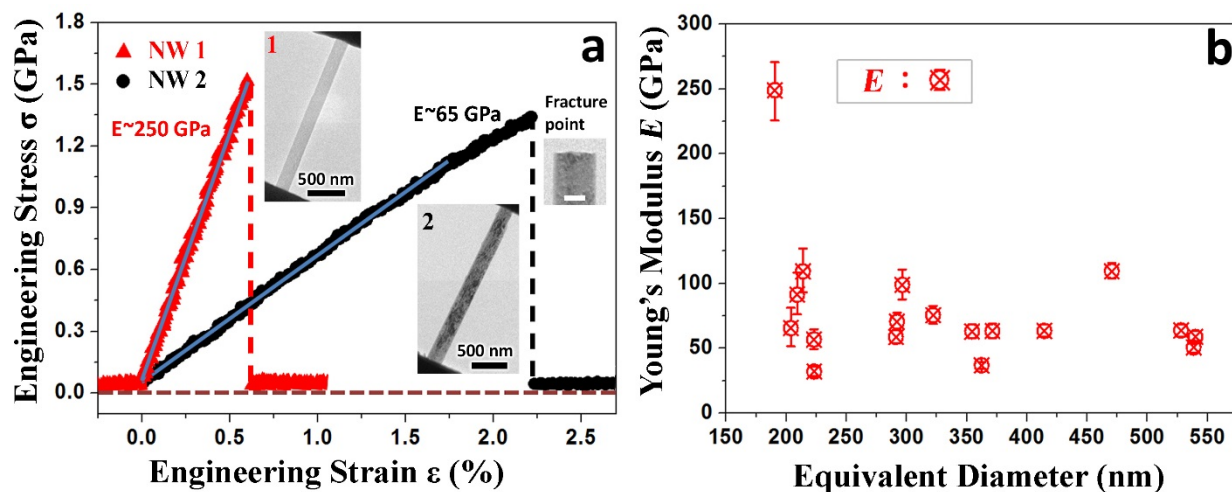 a
NW 1
NW 2
E~250 GPa
1
500 nm
E~65 GPa
Fracture
point
2
500 nm
Engineering Stress σ (GPa)
1.8
1.5
1.2
0.9
0.6
0.3
0.0
0.0 0.5 1.0 1.5 2.0 2.5
Engineering Strain ε (%)
b
E :
Young's Modulus E (GPa)
300
250
200
150
100
50
0
150 200 250 300 350 400 450 500 550
Equivalent Diameter (nm)